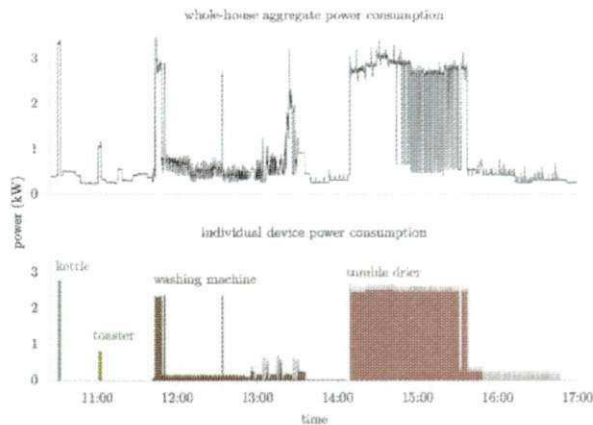 whole-house aggregate power consumption
3
2
1
0
power (kW)
individual device power consumption
3
kettle
washing machine
tumble drier
2
toaster
1
0
11:00 12:00 13:00 14:00 15:00 16:00 17:00
time